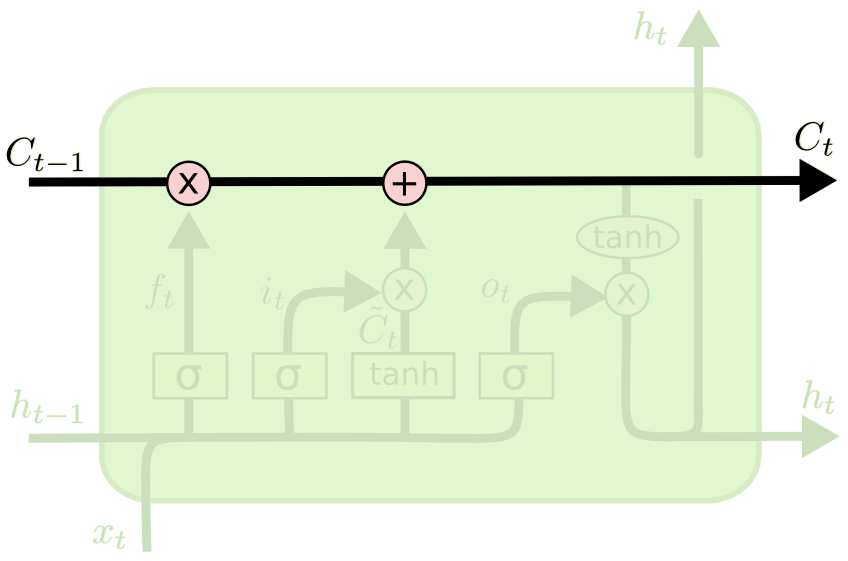 h_t
C_{t-1}
C_t
x
+
tanh
f_t
i_t
x
o_t
x
C̃_t
σ
σ
tanh
σ
h_{t-1}
h_t
x_t